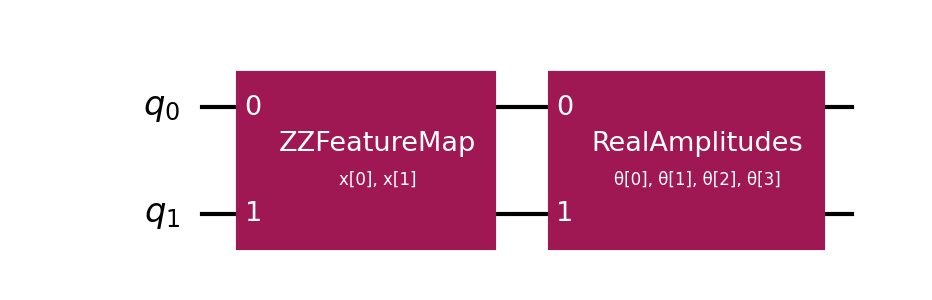 q₀ 0 0
ZZFeatureMap RealAmplitudes
x[0], x[1] θ[0], θ[1], θ[2], θ[3]
q₁ 1 1